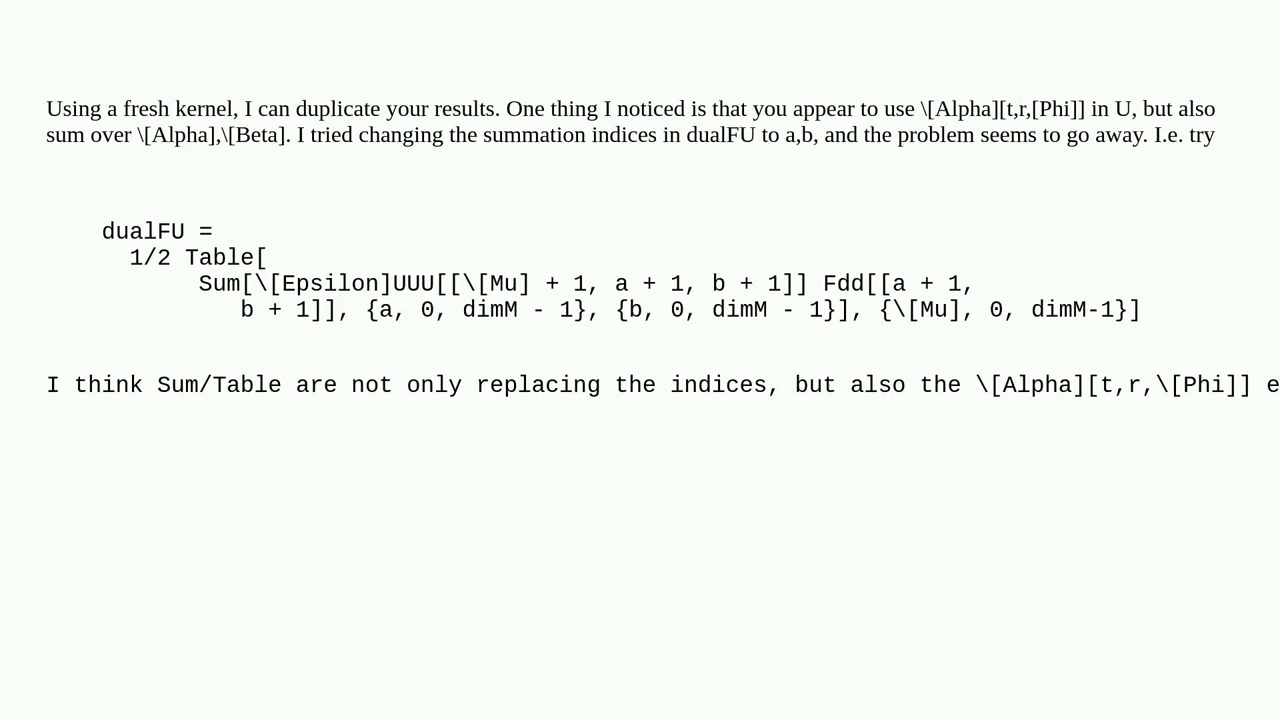 Using a fresh kernel, I can duplicate your results. One thing I noticed is that you appear to use \[Alpha][t,r,[Phi]] in U, but also
sum over \[Alpha],\[Beta]. I tried changing the summation indices in dualFU to a,b, and the problem seems to go away. I.e. try
dualFU =
1/2 Table[
Sum[\[Epsilon]UUU[[\[Mu] + 1, a + 1, b + 1]] Fdd[[a + 1,
b + 1]], {a, 0, dimM - 1}, {b, 0, dimM - 1}], {\[Mu], 0, dimM-1}]
I think Sum/Table are not only replacing the indices, but also the \[Alpha][t,r,\[Phi]]